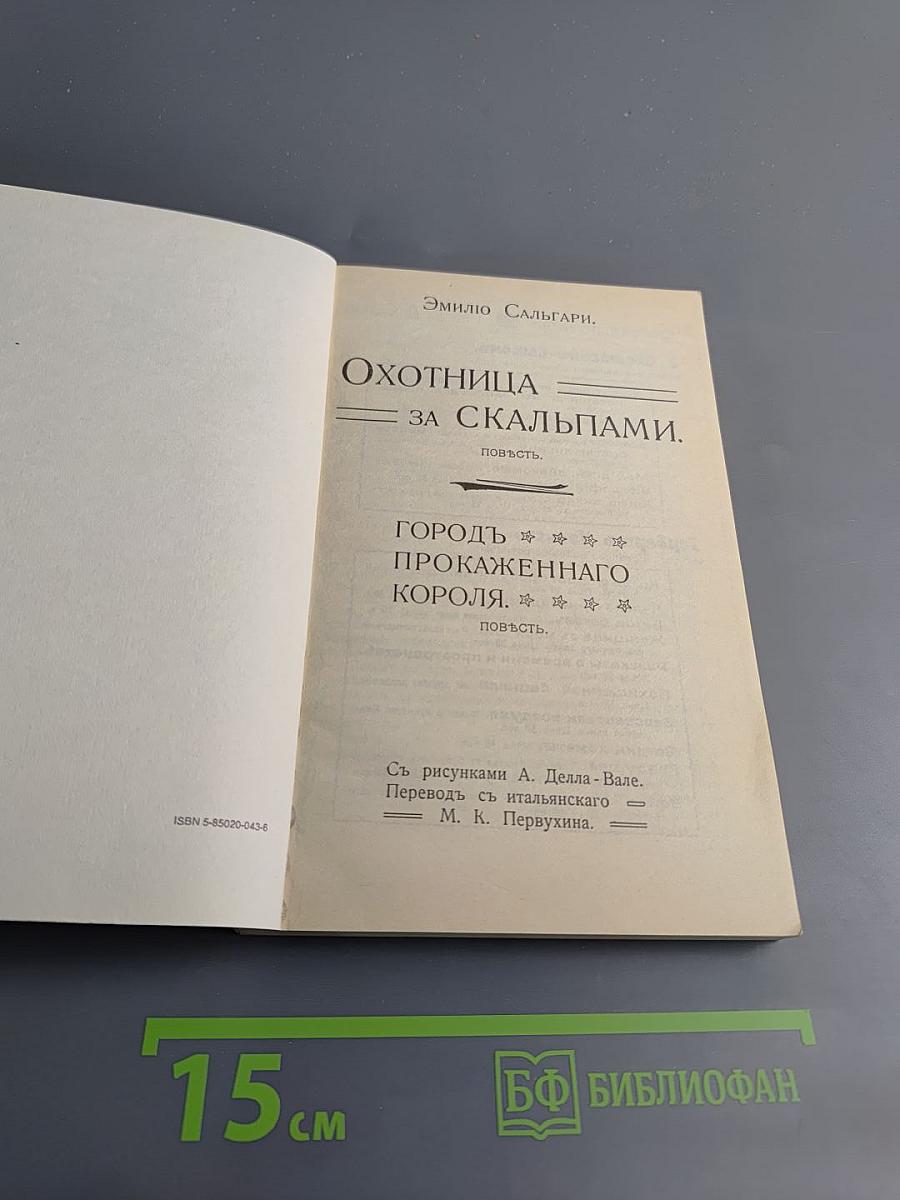 ISBN 5-85020-043-6
Эмиліо Сальгари.
Охотница
за скальпами.
повѣсть.
ГОРОДЪ
ПРОКАЖЕННАГО
КОРОЛЯ.
повѣсть.
Съ рисунками А. Делла-Вале.
Переводъ съ итальянскаго
М. К. Первухина.
15 см
БФ БИБЛИОФАН